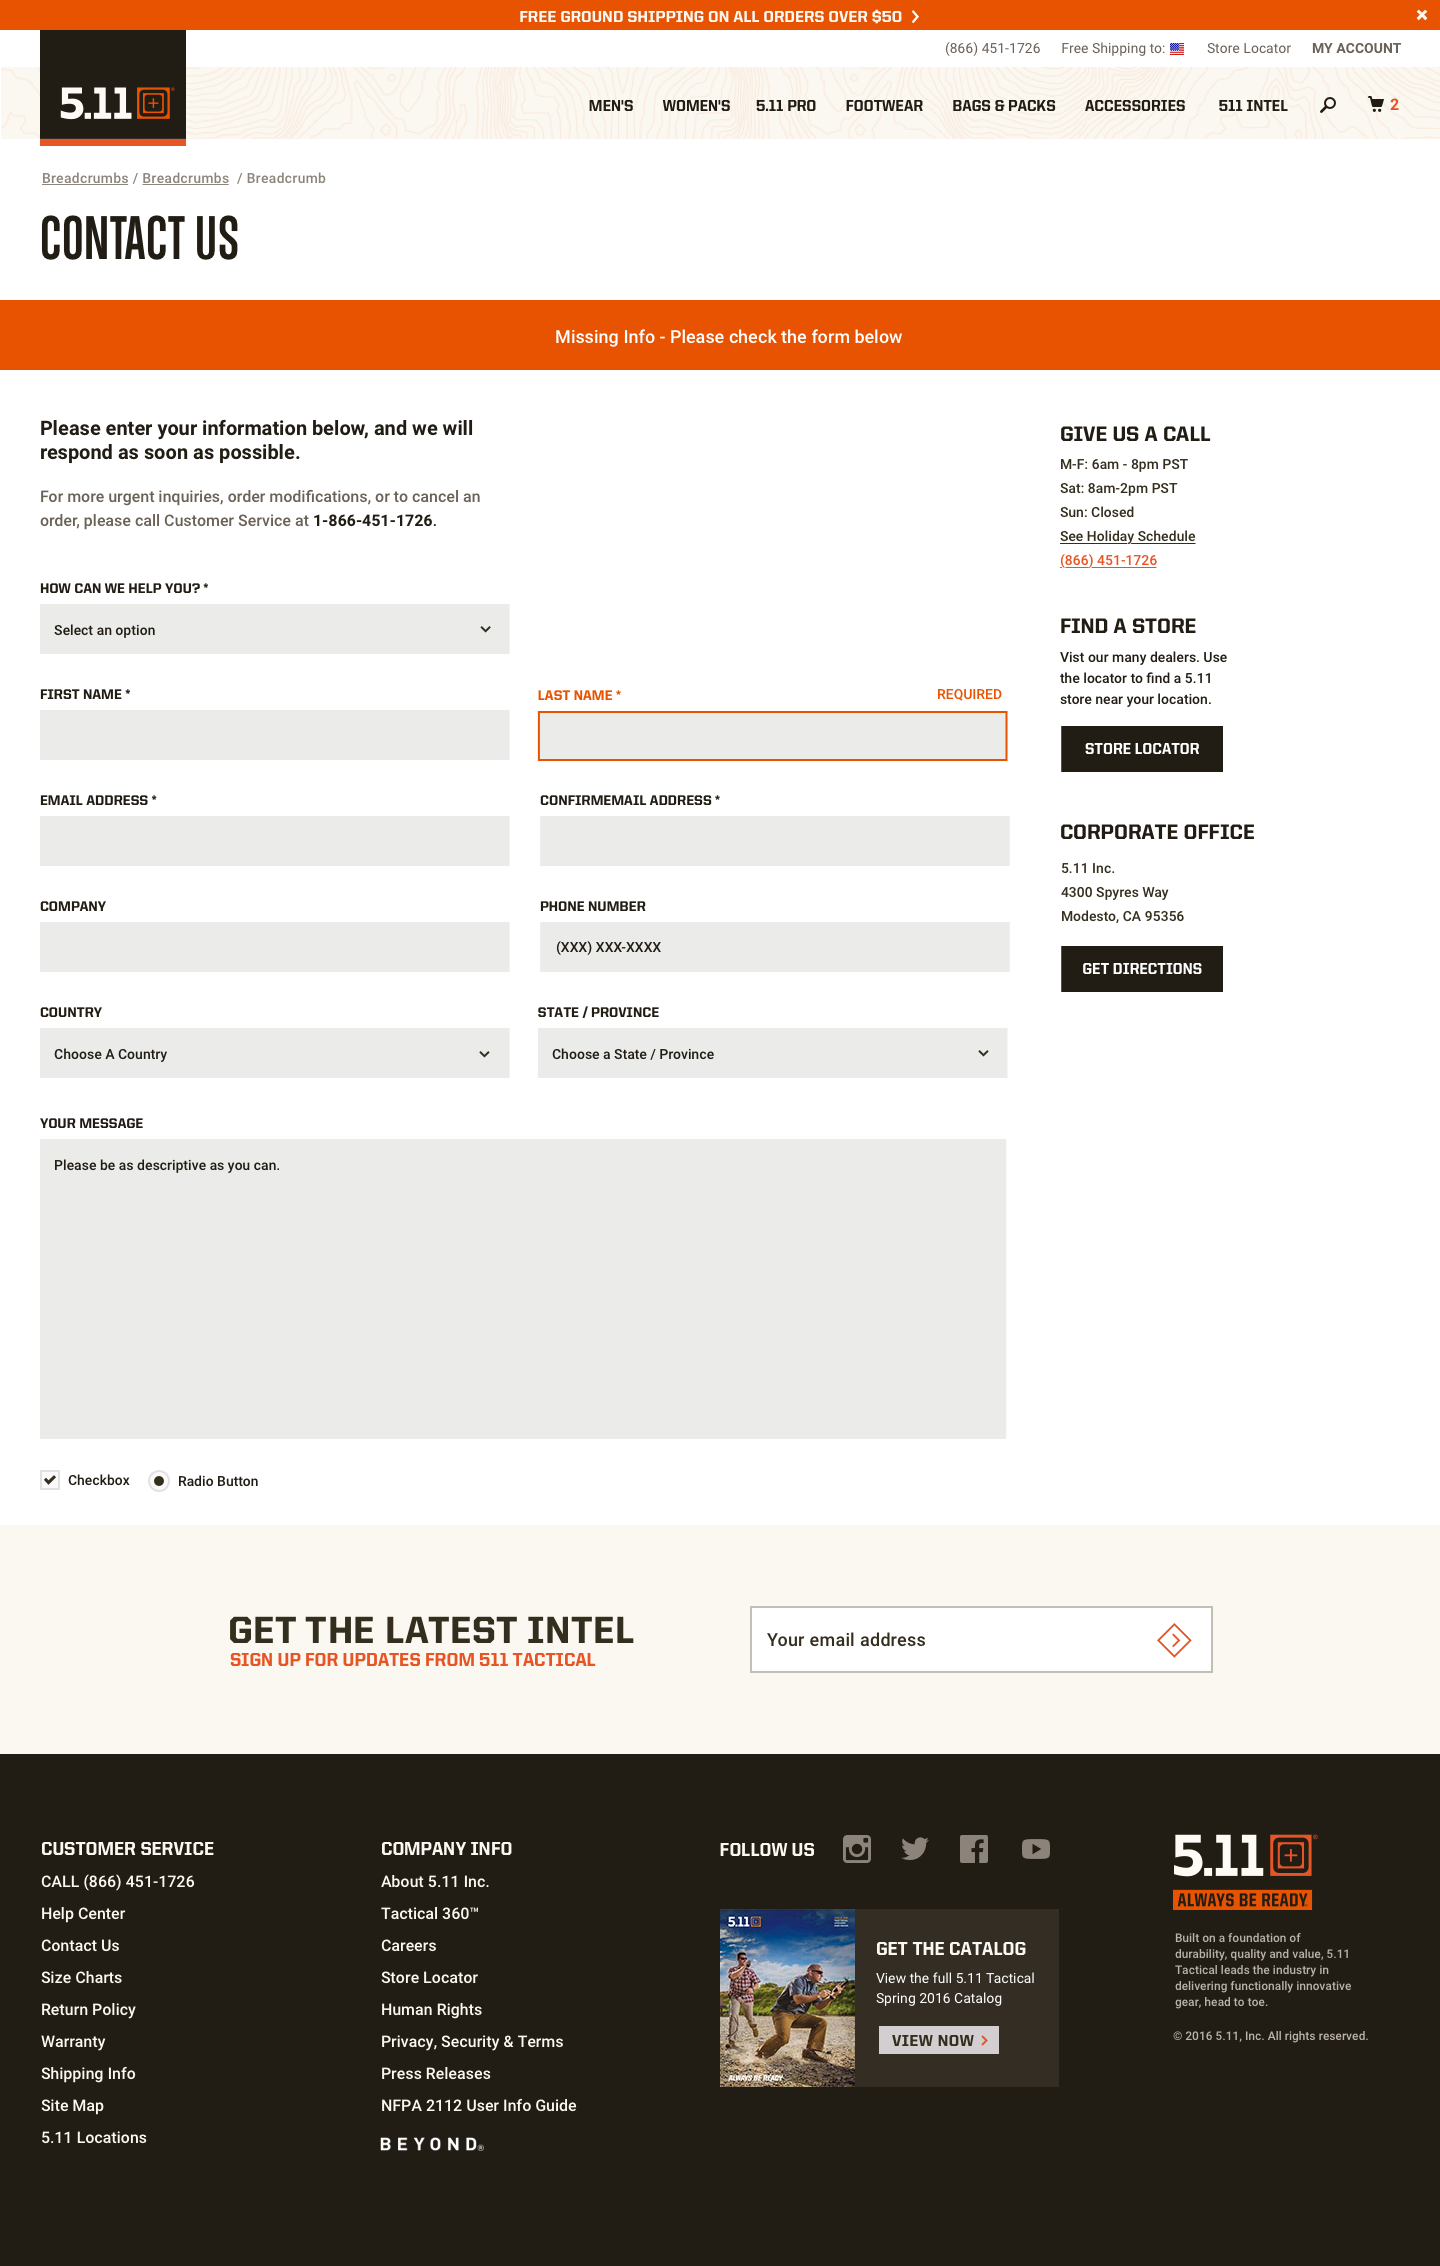 FREE GROUND SHIPPING ON ALL ORDERS OVER $50
(866) 451-1726 Free Shipping to: Store Locator MY ACCOUNT
5.11
MEN'S WOMEN'S 5.11 PRO FOOTWEAR BAGS & PACKS ACCESSORIES 511 INTEL 2
Breadcrumbs / Breadcrumbs / Breadcrumb
CONTACT US
Missing Info - Please check the form below
Please enter your information below, and we will
respond as soon as possible.
For more urgent inquiries, order modifications, or to cancel an
order, please call Customer Service at 1-866-451-1726.
HOW CAN WE HELP YOU? *
Select an option
FIRST NAME *
LAST NAME * REQUIRED
EMAIL ADDRESS *
CONFIRMEMAIL ADDRESS *
COMPANY
PHONE NUMBER
(XXX) XXX-XXXX
COUNTRY
Choose A Country
STATE / PROVINCE
Choose a State / Province
YOUR MESSAGE
Please be as descriptive as you can.
Checkbox Radio Button
GIVE US A CALL
M-F: 6am - 8pm PST
Sat: 8am-2pm PST
Sun: Closed
See Holiday Schedule
(866) 451-1726
FIND A STORE
Vist our many dealers. Use
the locator to find a 5.11
store near your location.
STORE LOCATOR
CORPORATE OFFICE
5.11 Inc.
4300 Spyres Way
Modesto, CA 95356
GET DIRECTIONS
GET THE LATEST INTEL
SIGN UP FOR UPDATES FROM 511 TACTICAL
Your email address
CUSTOMER SERVICE
CALL (866) 451-1726
Help Center
Contact Us
Size Charts
Return Policy
Warranty
Shipping Info
Site Map
5.11 Locations
COMPANY INFO
About 5.11 Inc.
Tactical 360™
Careers
Store Locator
Human Rights
Privacy, Security & Terms
Press Releases
NFPA 2112 User Info Guide
BEYOND®
FOLLOW US
5.11
ALWAYS BE READY
GET THE CATALOG
View the full 5.11 Tactical
Spring 2016 Catalog
VIEW NOW
5.11®
ALWAYS BE READY
Built on a foundation of
durability, quality and value, 5.11
Tactical leads the industry in
delivering functionally innovative
gear, head to toe.
© 2016 5.11, Inc. All rights reserved.